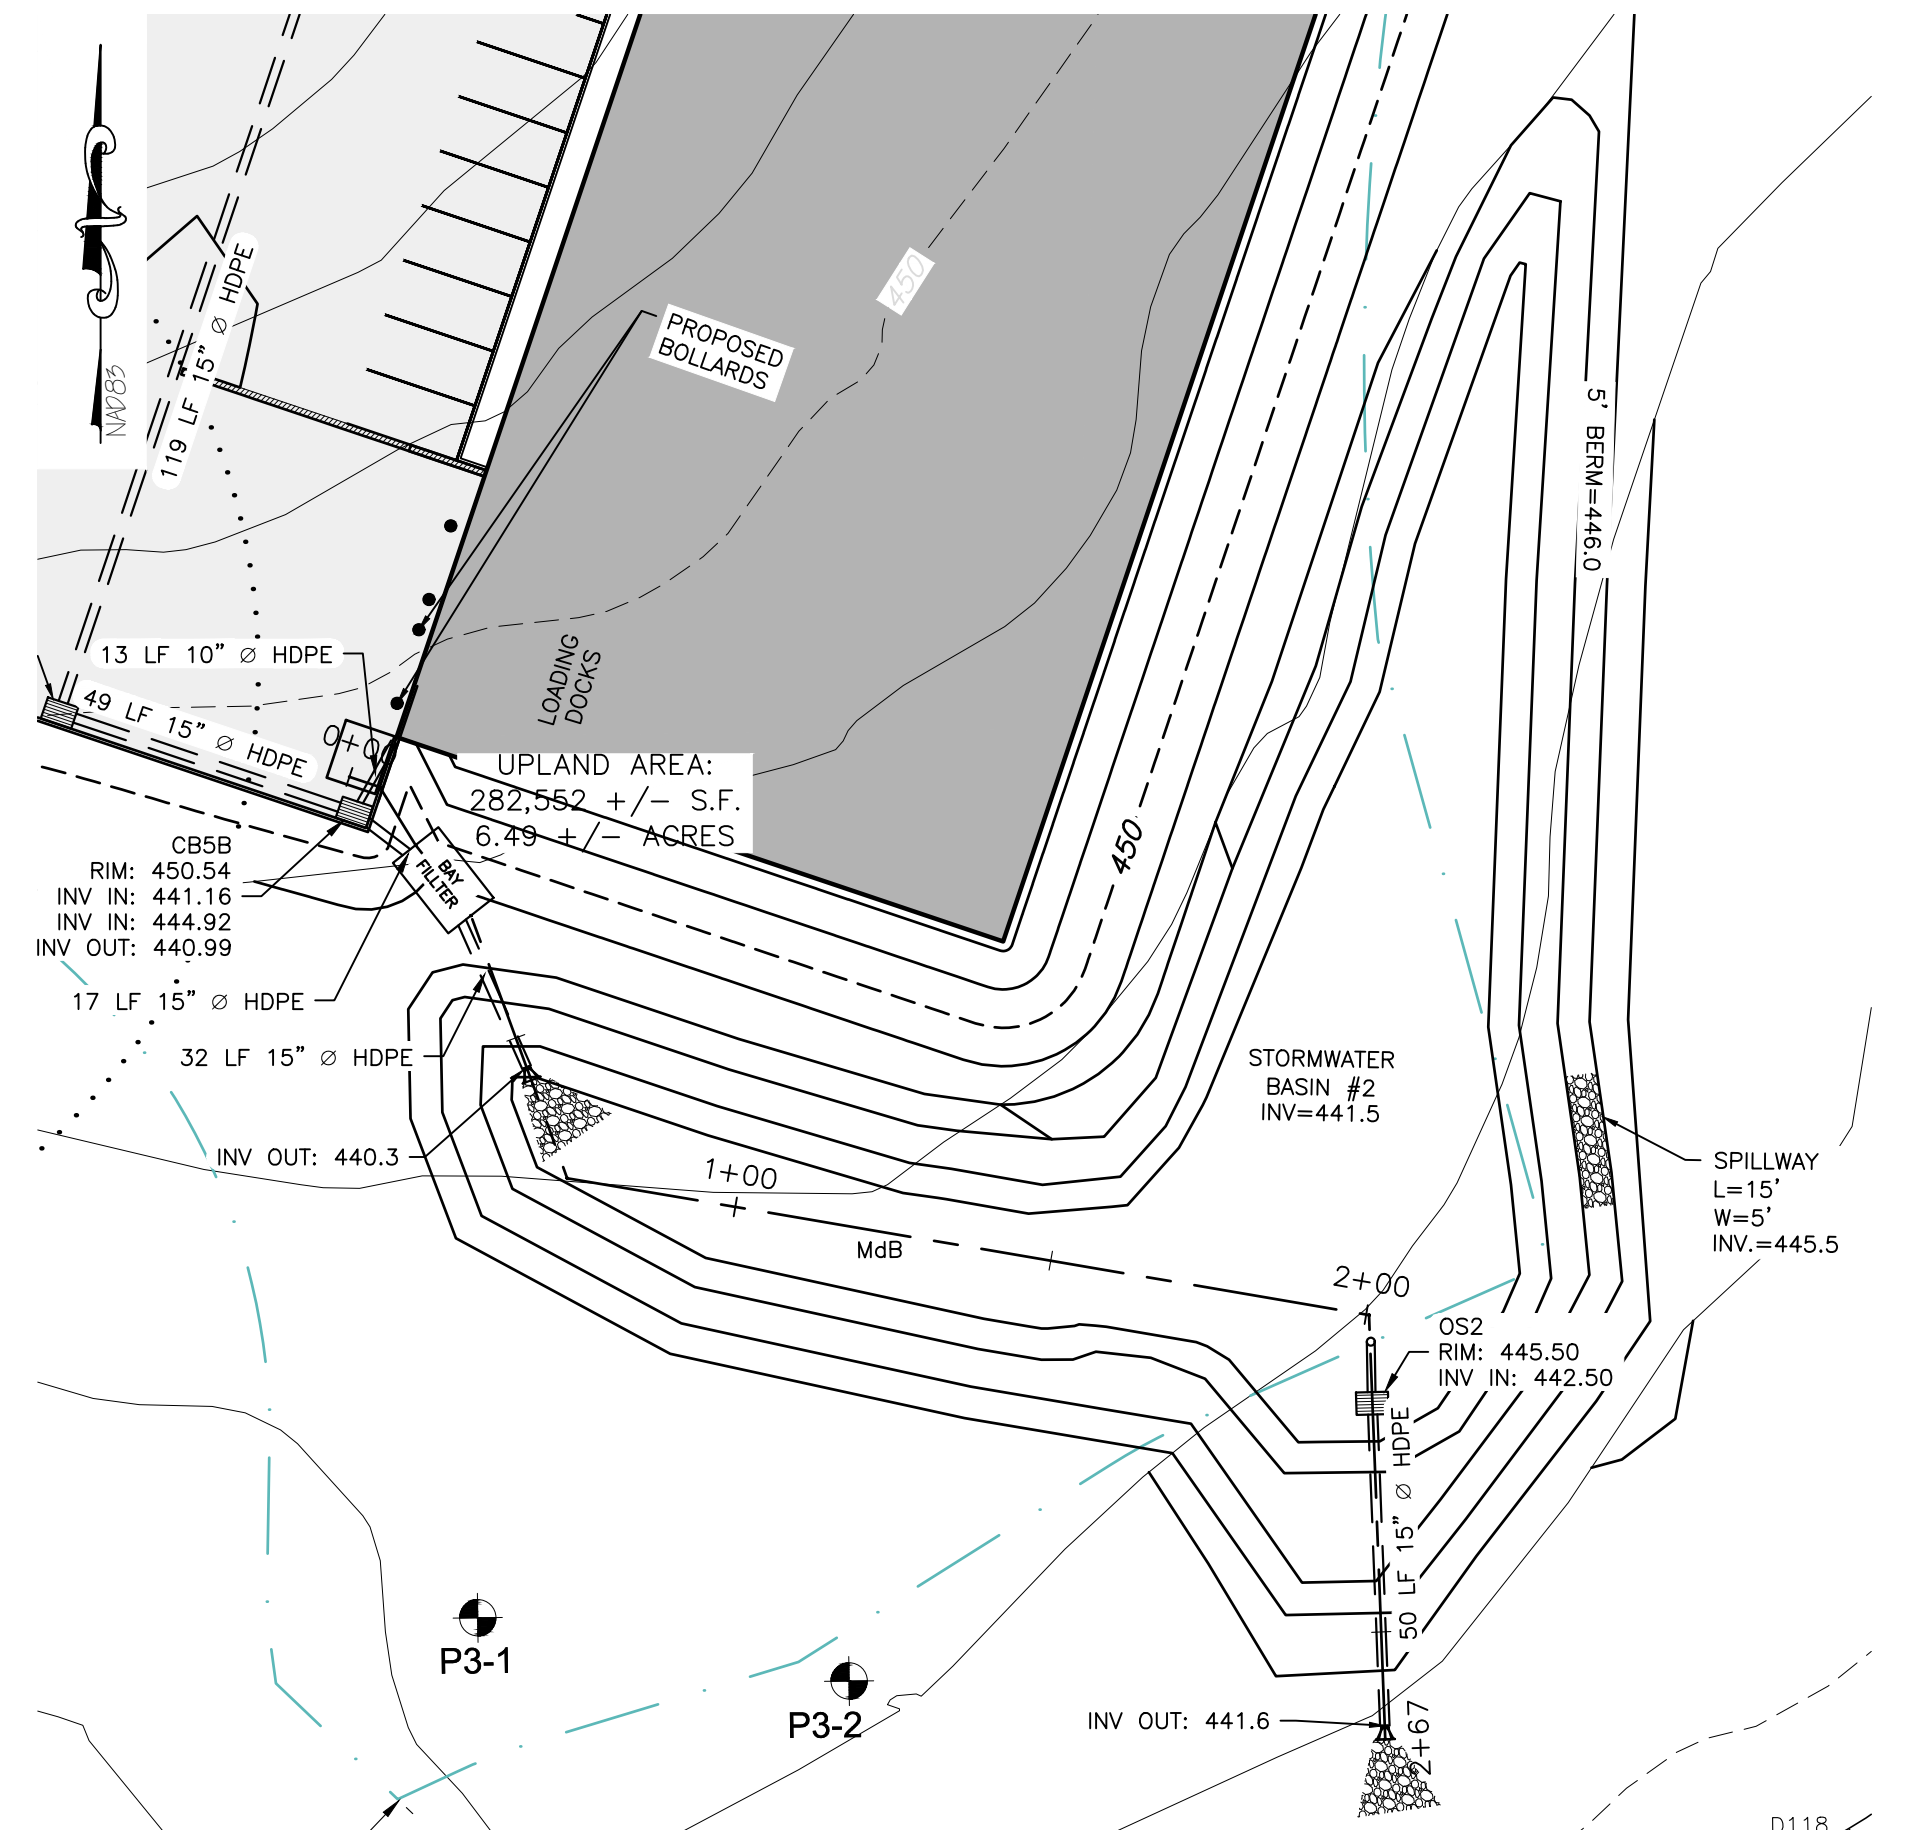 NAD83
119 LF 15" Ø HDPE
450
PROPOSED
BOLLARDS
5' BERM=446.0
13 LF 10" Ø HDPE
49 LF 15" Ø HDPE
0+00
LOADING
DOCKS
UPLAND AREA:
282,552 +/- S.F.
6.49 +/- ACRES
450
CB5B
RIM: 450.54
INV IN: 441.16
INV IN: 444.92
INV OUT: 440.99
BAY
FILLTER
17 LF 15" Ø HDPE
32 LF 15" Ø HDPE
STORMWATER
BASIN #2
INV=441.5
INV OUT: 440.3
1+00
MdB
SPILLWAY
L=15'
W=5'
INV.=445.5
2+00
OS2
RIM: 445.50
INV IN: 442.50
50 LF 15" Ø HDPE
P3-1
P3-2
INV OUT: 441.6
2+67
D118